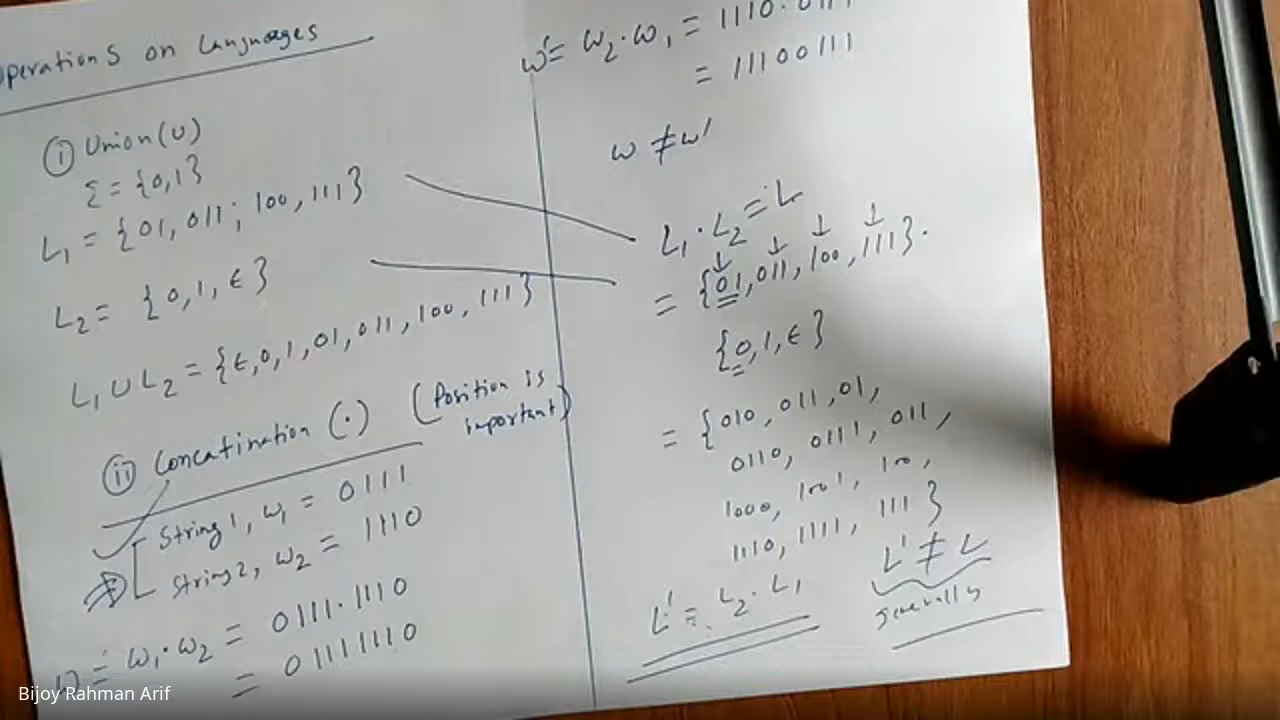 Operations on Languages
(i) Union(∪)
Σ = {0,1}
L₁ = {01, 011, 100, 111}
L₂ = {0, 1, ϵ}
L₁ ∪ L₂ = {ϵ, 0, 1, 01, 011, 100, 111}
(ii) Concatination (·) (Position is
important)
String 1, w₁ = 0111
String 2, w₂ = 1110
w = w₁·w₂ = 0111·1110
= 01111110
w' = w₂·w₁ = 1110·0111
= 11100111
w ≠ w'
L₁·L₂ = L
= {01, 011, 100, 111}.
{0, 1, ϵ}
= {010, 011, 01,
0110, 0111, 011,
1000, 1001, 100,
1110, 1111, 111}
L' = L₂·L₁
L' ≠ L
generally
Bijoy Rahman Arif